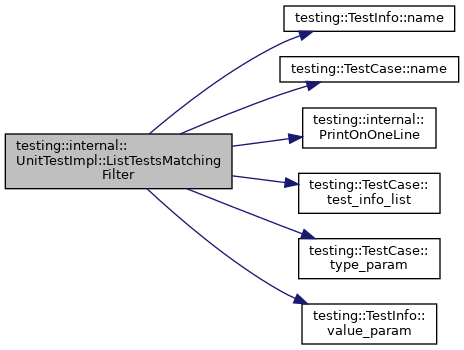 testing::TestInfo::name
testing::TestCase::name
testing::internal::
PrintOnOneLine
testing::internal::
UnitTestImpl::ListTestsMatching
Filter
testing::TestCase::
test_info_list
testing::TestCase::
type_param
testing::TestInfo::
value_param